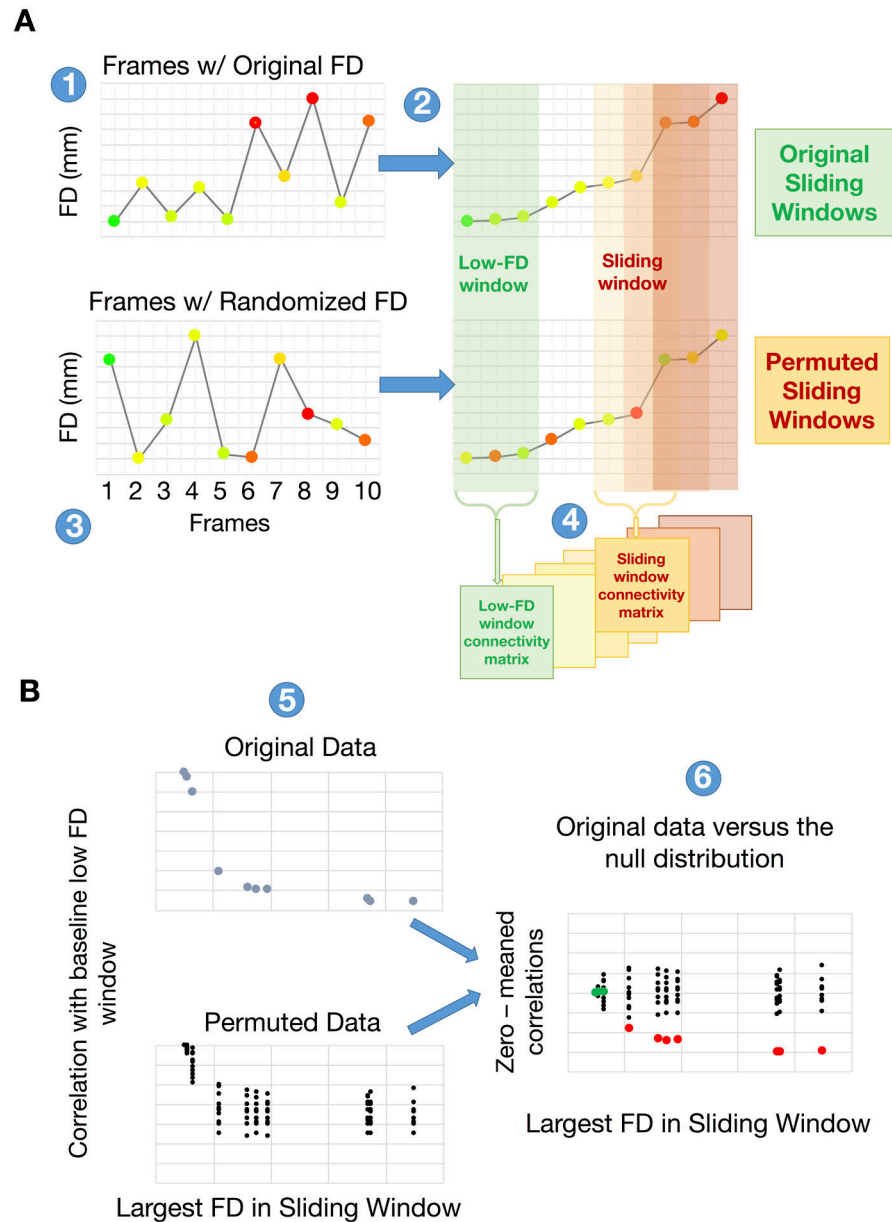 A
1
Frames w/ Original FD
2
FD (mm)
Original
Sliding
Windows
Low-FD
window
Sliding
window
Frames w/ Randomized FD
FD (mm)
Permuted
Sliding
Windows
1 2 3 4 5 6 7 8 9 10
Frames
3
4
Sliding
window
connectivity
matrix
Low-FD
window
connectivity
matrix
B
5
Original Data
6
Original data versus the
null distribution
Correlation with baseline low FD
window
Permuted Data
Zero – meaned
correlations
Largest FD in Sliding Window
Largest FD in Sliding Window